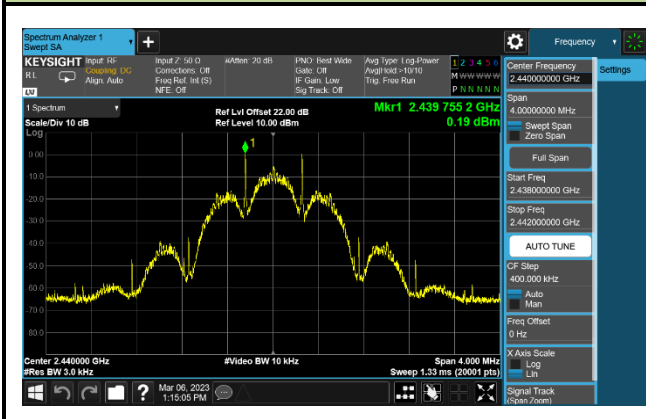 Spectrum Analyzer 1
Swept SA
+
Frequency
KEYSIGHT
Input: RF
Coupling: DC
Align: Auto
Input Z: 50 Ω
Corrections: Off
Freq Ref: Int (S)
NFE: Off
#Atten: 20 dB
PNO: Best Wide
Gate: Off
IF Gain: Low
Sig Track: Off
Avg Type: Log-Power
Avg|Hold:>10/10
Trig: Free Run
1 2 3 4 5 6
M W W W W W
P N N N N N
R L
LV
1 Spectrum
Scale/Div 10 dB
Ref Lvl Offset 22.00 dB
Ref Level 10.00 dBm
Mkr1 2.439 755 2 GHz
0.19 dBm
Log
1
0.00
-10.0
-20.0
-30.0
-40.0
-50.0
-60.0
-70.0
-80.0
Center 2.440000 GHz
#Res BW 3.0 kHz
#Video BW 10 kHz
Span 4.000 MHz
Sweep 1.33 ms (20001 pts)
Center Frequency
2.440000000 GHz
Settings
Span
4.00000000 MHz
Swept Span
Zero Span
Full Span
Start Freq
2.438000000 GHz
Stop Freq
2.442000000 GHz
AUTO TUNE
CF Step
400.000 kHz
Auto
Man
Freq Offset
0 Hz
X Axis Scale
Log
Lin
Signal Track
(Span Zoom)
?
Mar 06, 2023
1:15:05 PM